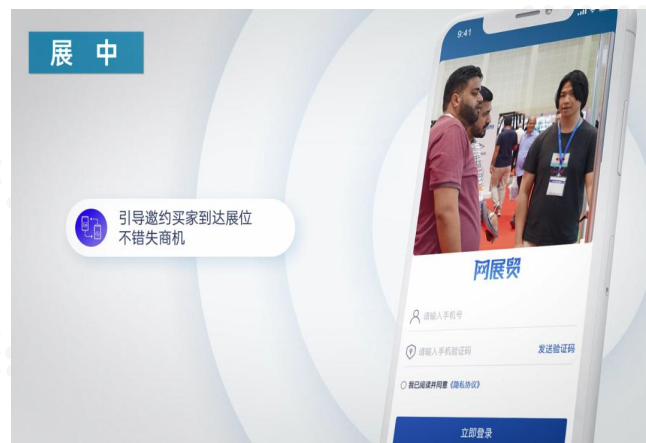 展 中
引导邀约买家到达展位
不错失商机
9:41
网展贸
请输入手机号
请输入手机验证码 发送验证码
我已阅读并同意《隐私协议》
立即登录